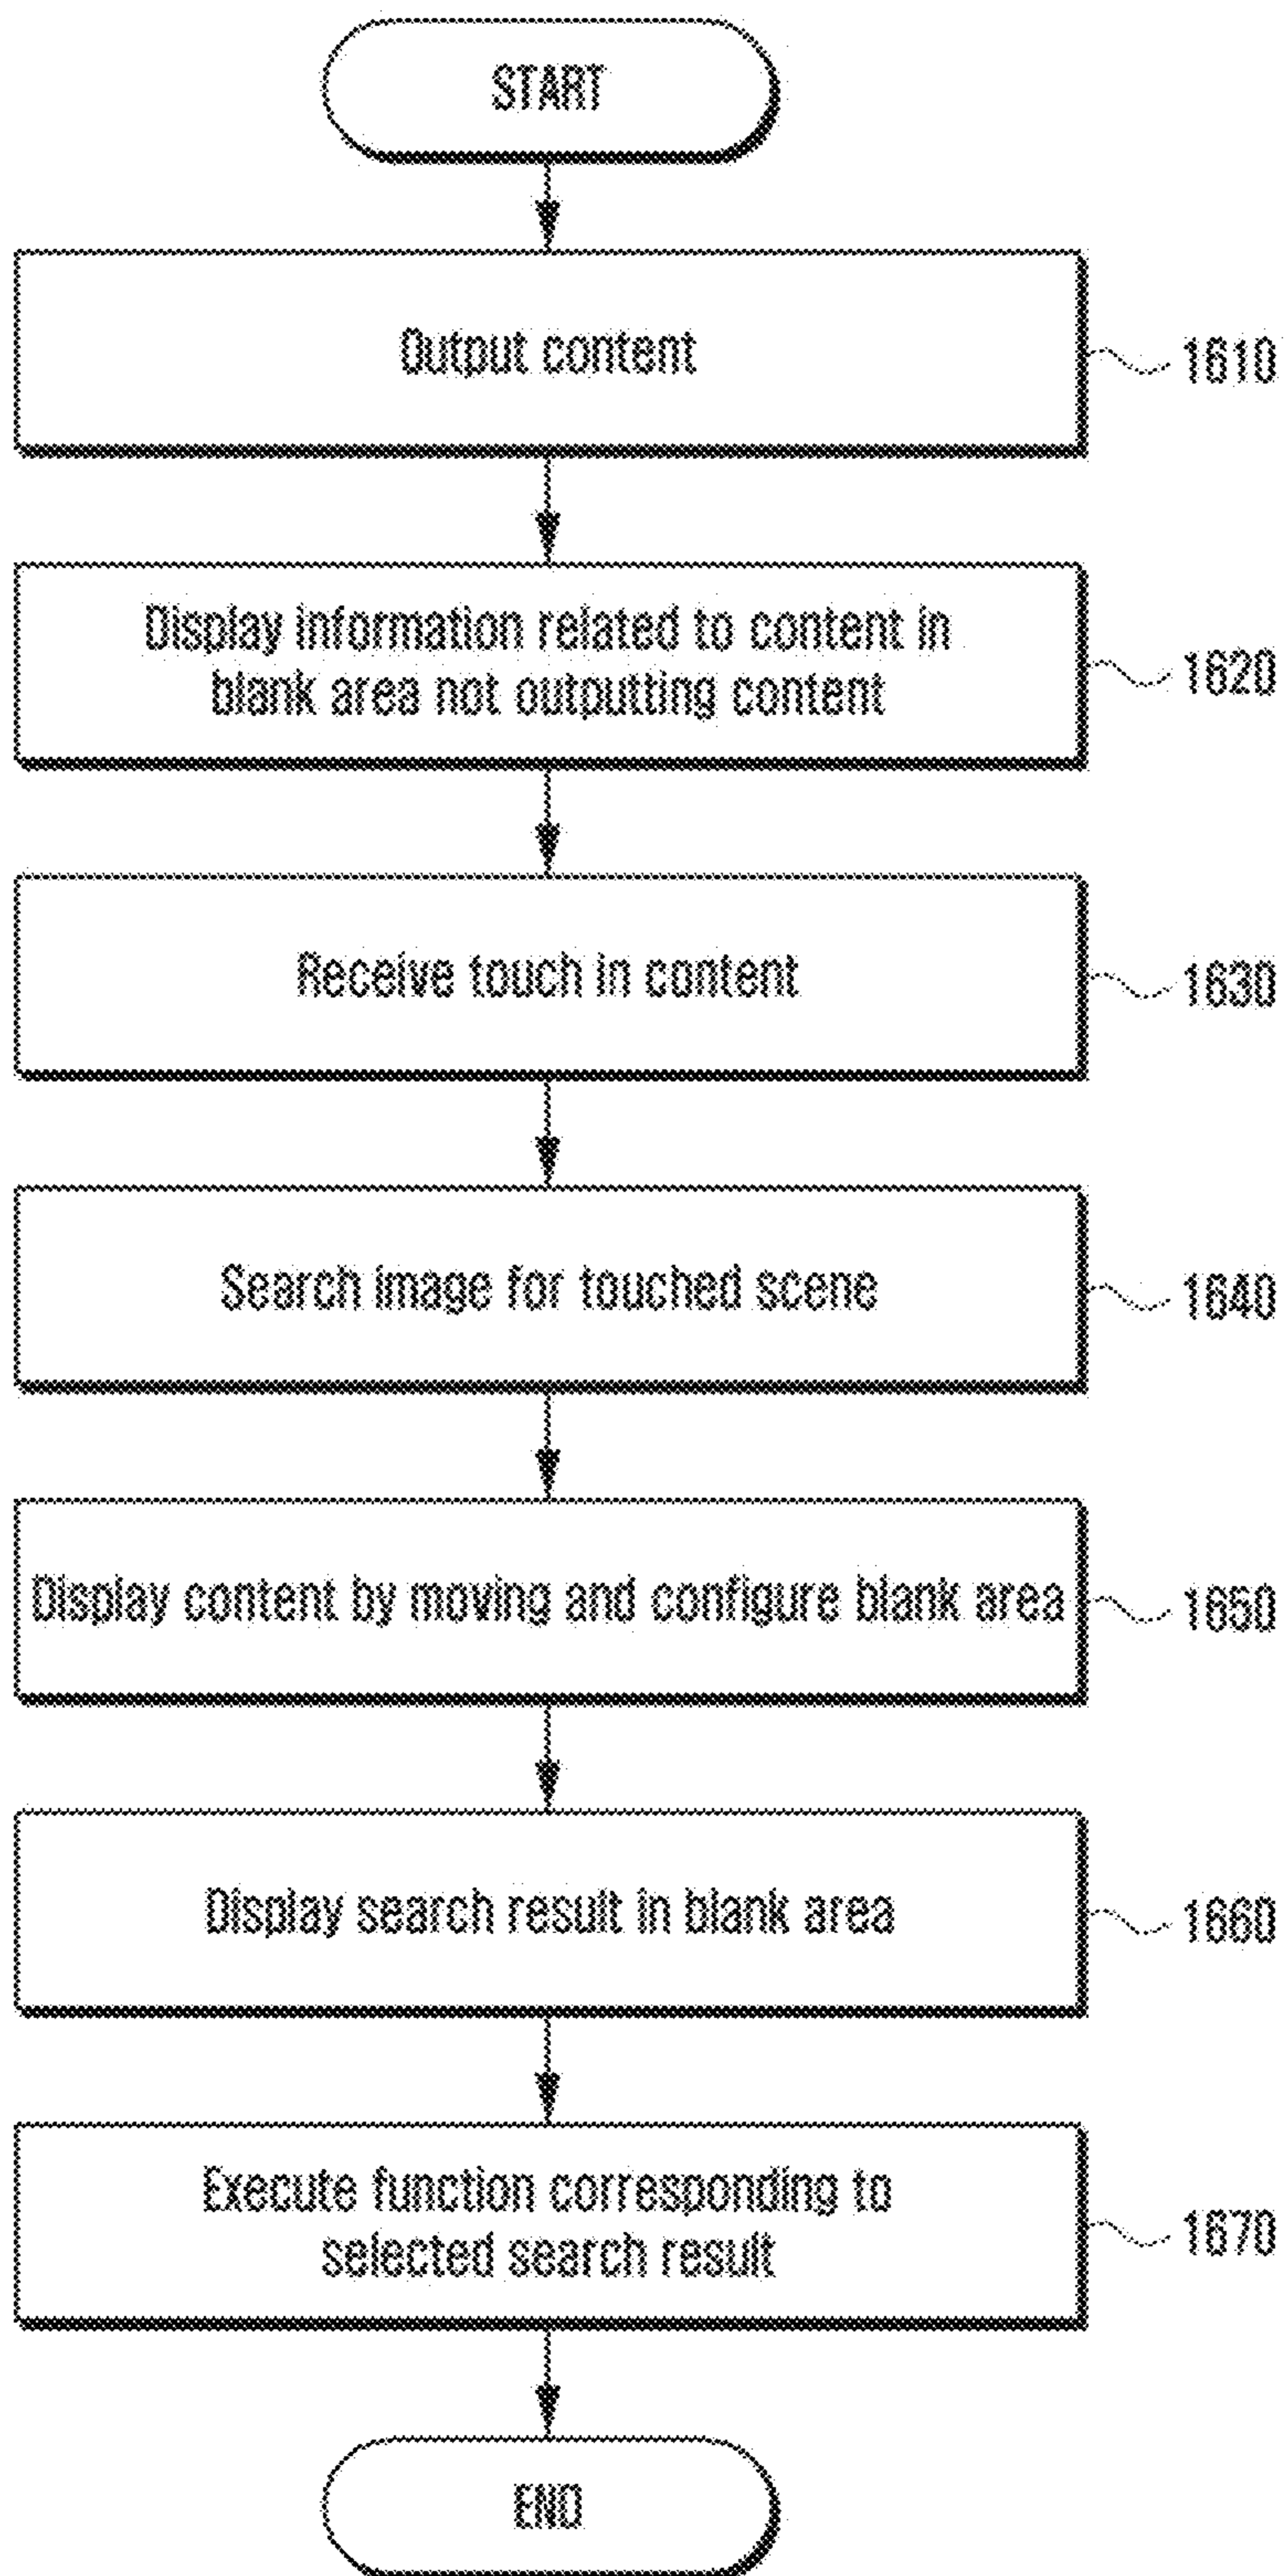 START
Output content
1610
Display information related to content in
blank area not outputting content
1620
Receive touch in content
1630
Search image for touched scene
1640
Display content by moving and configure blank area
1650
Display search result in blank area
1660
Execute function corresponding to
selected search result
1670
END